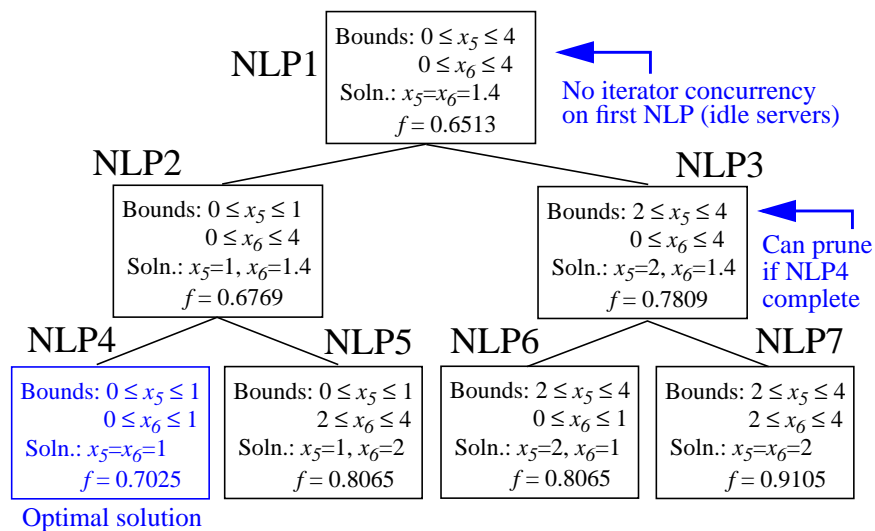 NLP1
Bounds: 0 ≤ x5 ≤ 4
0 ≤ x6 ≤ 4
Soln.: x5=x6=1.4
f = 0.6513
No iterator concurrency
on first NLP (idle servers)
NLP2
Bounds: 0 ≤ x5 ≤ 1
0 ≤ x6 ≤ 4
Soln.: x5=1, x6=1.4
f = 0.6769
NLP3
Bounds: 2 ≤ x5 ≤ 4
0 ≤ x6 ≤ 4
Soln.: x5=2, x6=1.4
f = 0.7809
Can prune
if NLP4
complete
NLP4
Bounds: 0 ≤ x5 ≤ 1
0 ≤ x6 ≤ 1
Soln.: x5=x6=1
f = 0.7025
Optimal solution
NLP5
Bounds: 0 ≤ x5 ≤ 1
2 ≤ x6 ≤ 4
Soln.: x5=1, x6=2
f = 0.8065
NLP6
Bounds: 2 ≤ x5 ≤ 4
0 ≤ x6 ≤ 1
Soln.: x5=2, x6=1
f = 0.8065
NLP7
Bounds: 2 ≤ x5 ≤ 4
2 ≤ x6 ≤ 4
Soln.: x5=x6=2
f = 0.9105